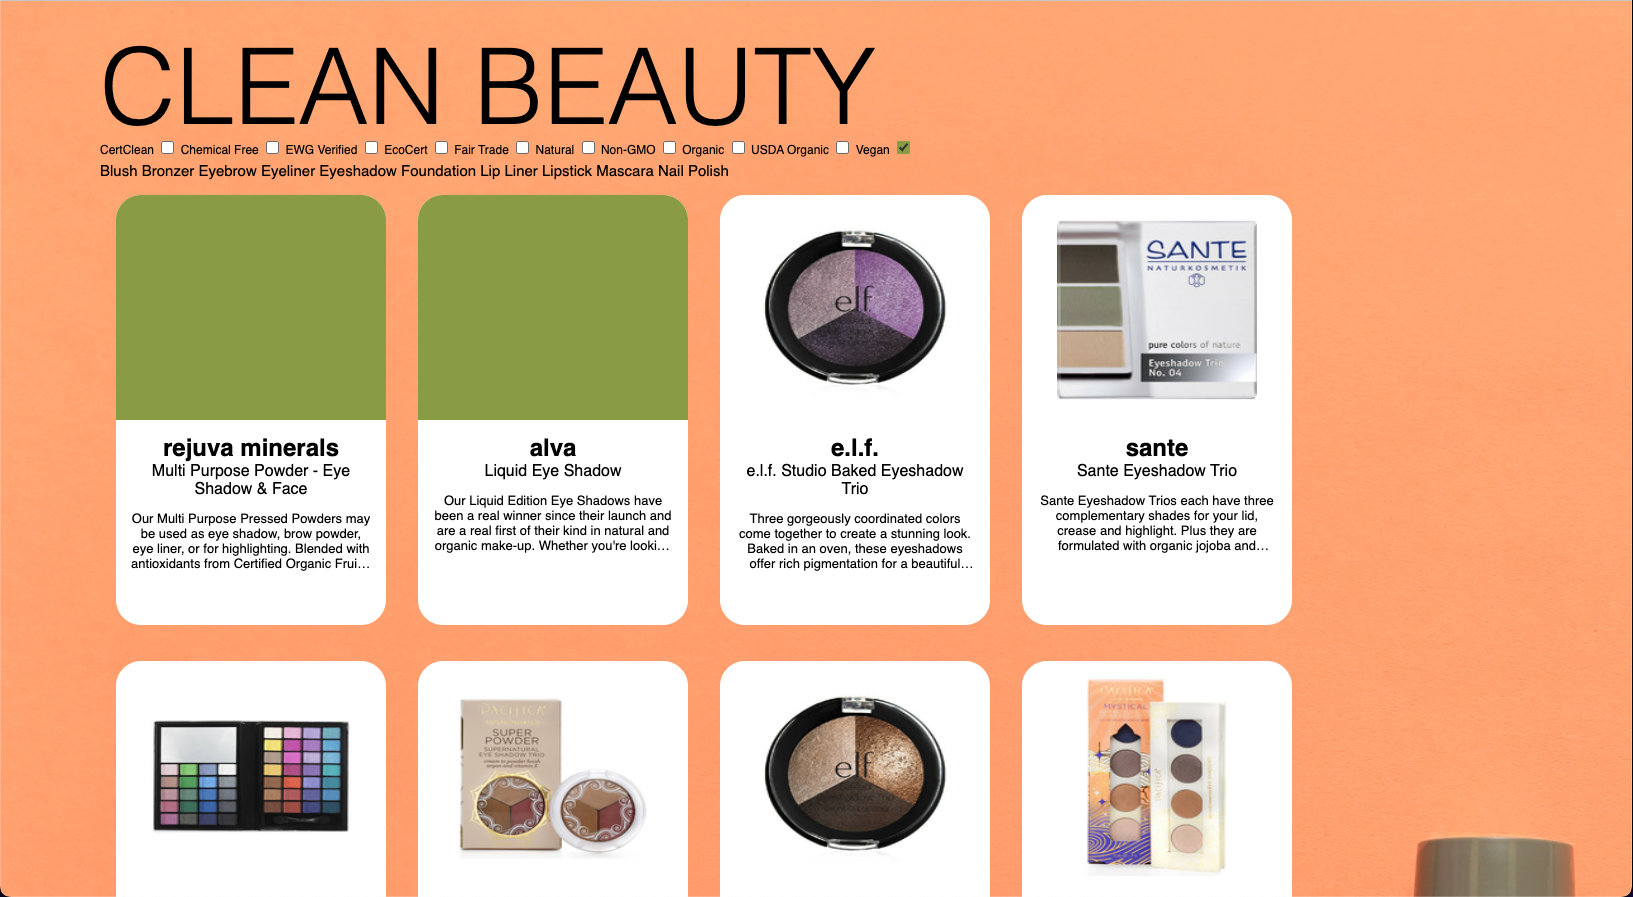 CLEAN BEAUTY
CertClean Chemical Free EWG Verified EcoCert Fair Trade Natural Non-GMO Organic USDA Organic Vegan
Blush Bronzer Eyebrow Eyeliner Eyeshadow Foundation Lip Liner Lipstick Mascara Nail Polish
rejuva minerals
Multi Purpose Powder - Eye
Shadow & Face
Our Multi Purpose Pressed Powders may
be used as eye shadow, brow powder,
eye liner, or for highlighting. Blended with
antioxidants from Certified Organic Frui...
alva
Liquid Eye Shadow
Our Liquid Edition Eye Shadows have
been a real winner since their launch and
are a real first of their kind in natural and
organic make-up. Whether you're looki...
elf
e.l.f.
e.l.f. Studio Baked Eyeshadow
Trio
Three gorgeously coordinated colors
come together to create a stunning look.
Baked in an oven, these eyeshadows
offer rich pigmentation for a beautiful...
SANTE
NATURKOSMETIK
pure colors of nature
Eyeshadow Trio
No. 04
sante
Sante Eyeshadow Trio
Sante Eyeshadow Trios each have three
complementary shades for your lid,
crease and highlight. Plus they are
formulated with organic jojoba and...
PACIFICA
SUPER
POWDER
SUPERNATURAL
EYE SHADOW TRIO
elf
PACIFICA
MYSTICAL